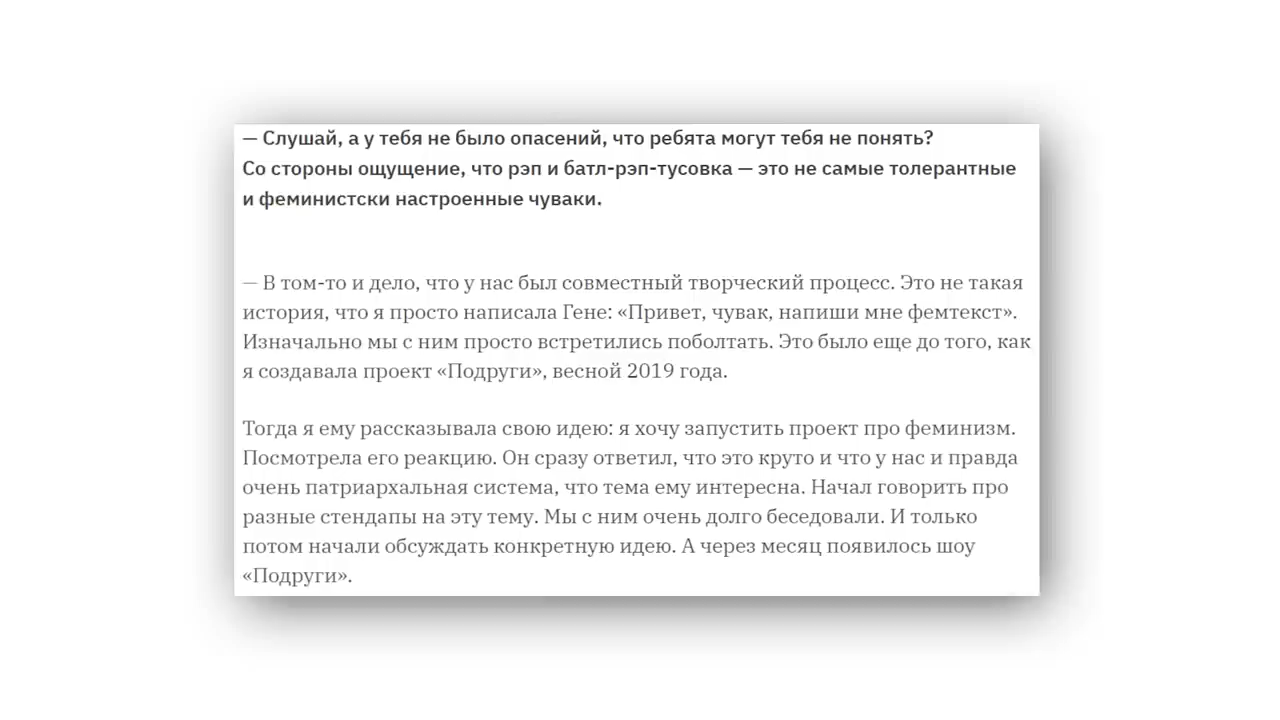 — Слушай, а у тебя не было опасений, что ребята могут тебя не понять?
Со стороны ощущение, что рэп и батл-рэп-тусовка — это не самые толерантные
и феминистски настроенные чуваки.
— В том-то и дело, что у нас был совместный творческий процесс. Это не такая
история, что я просто написала Гене: «Привет, чувак, напиши мне фемтекст».
Изначально мы с ним просто встретились поболтать. Это было еще до того, как
я создавала проект «Подруги», весной 2019 года.
Тогда я ему рассказывала свою идею: я хочу запустить проект про феминизм.
Посмотрела его реакцию. Он сразу ответил, что это круто и что у нас и правда
очень патриархальная система, что тема ему интересна. Начал говорить про
разные стендапы на эту тему. Мы с ним очень долго беседовали. И только
потом начали обсуждать конкретную идею. А через месяц появилось шоу
«Подруги».